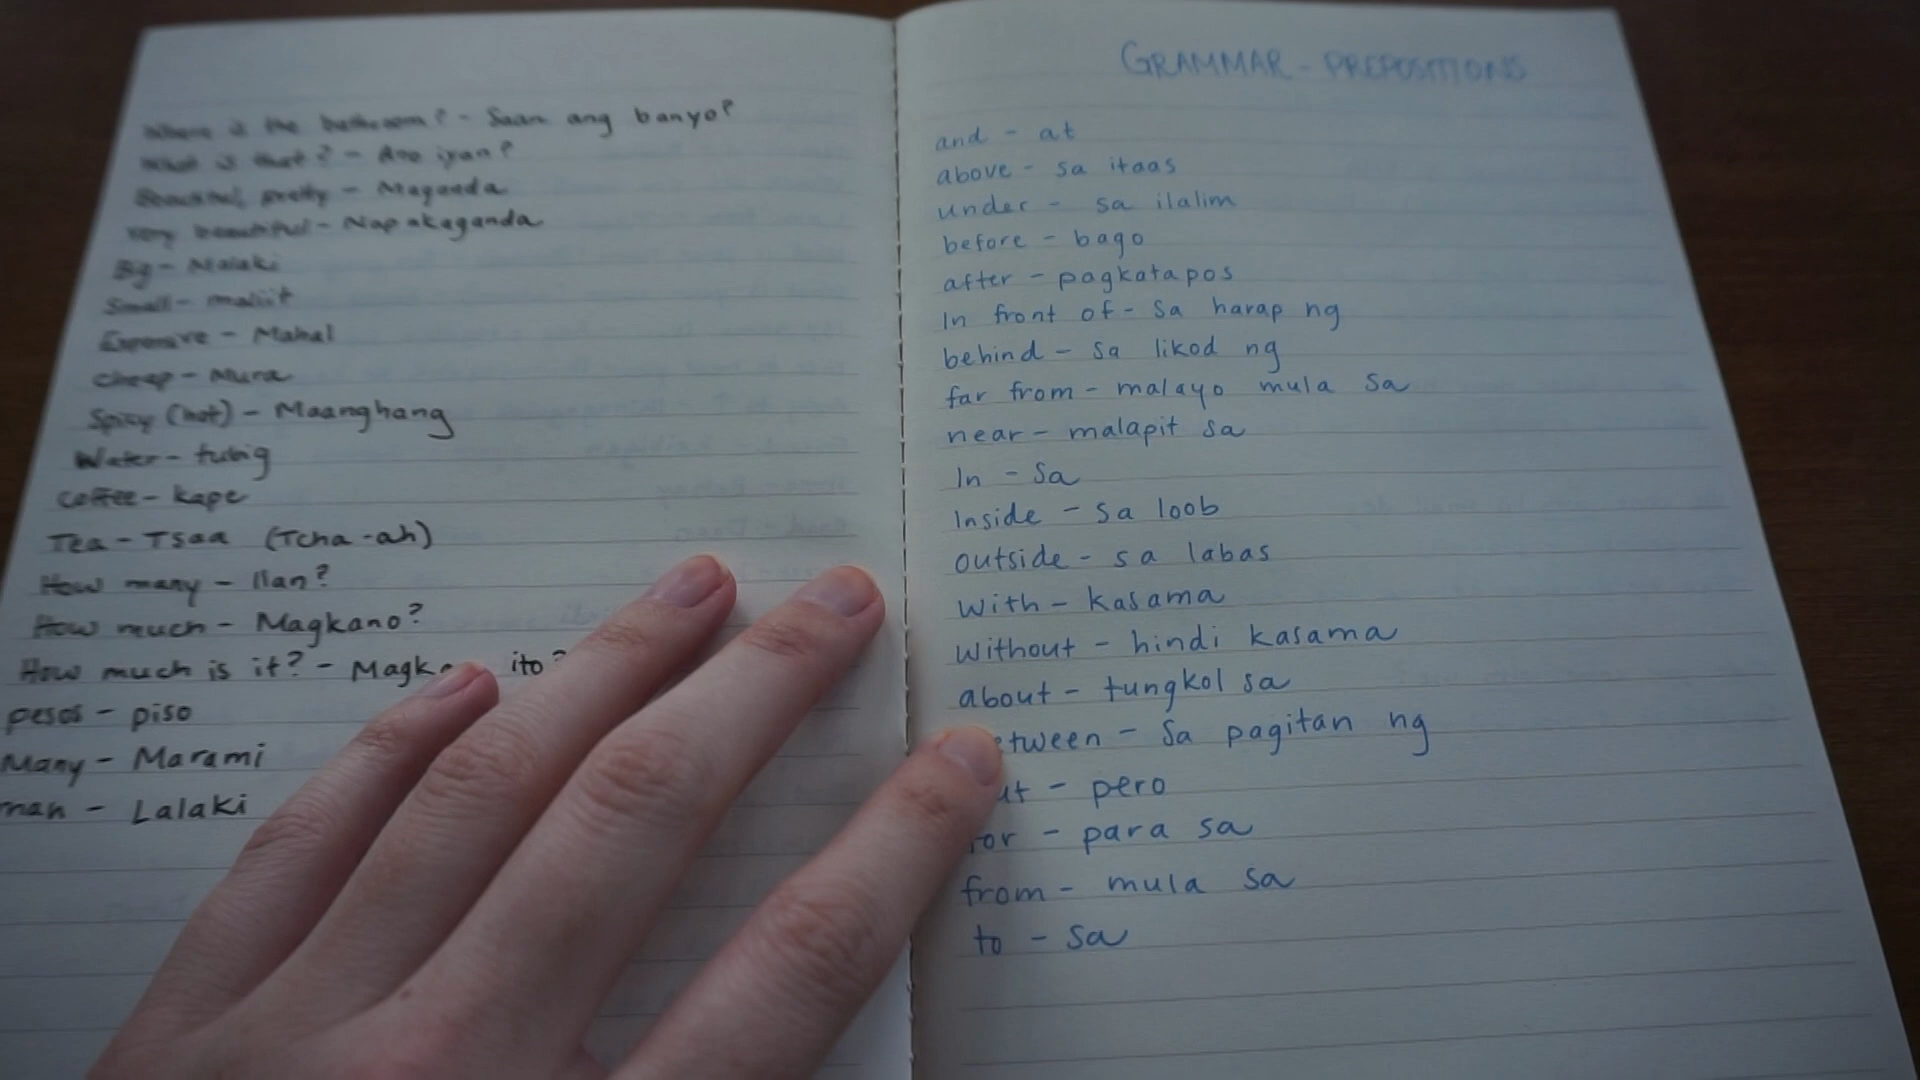 Where is the bathroom? - Saan ang banyo?
What is that? - Ano iyan?
Beautiful, pretty - Maganda
Very beautiful - Napakaganda
Big - Malaki
Small - maliit
Expensive - Mahal
Cheap - Mura
Spicy (hot) - Maanghang
Water - tubig
Coffee - kape
Tea - Tsaa (Tcha-ah)
How many - Ilan?
How much - Magkano?
How much is it? - ito?
pesos - piso
Many - Marami
man - Lalaki
GRAMMAR - PREPOSITIONS
and - at
above - sa itaas
under - sa ilalim
before - bago
after - pagkatapos
In front of - sa harap ng
behind - sa likod ng
far from - malayo mula sa
near - malapit sa
In - sa
Inside - sa loob
outside - sa labas
with - kasama
without - hindi kasama
about - tungkol sa
etween - sa pagitan ng
ut - pero
for - para sa
from - mula sa
to - sa